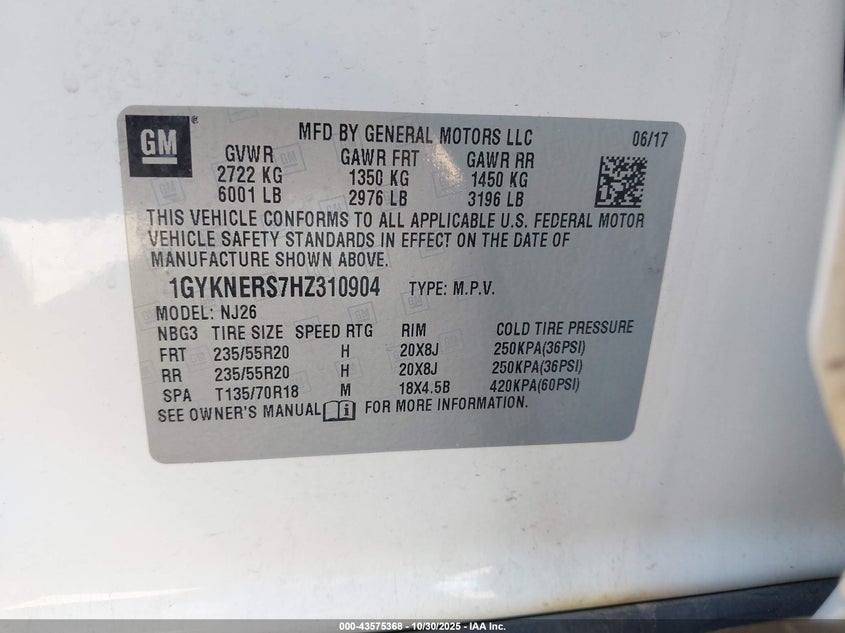 GM ®
MFD BY GENERAL MOTORS LLC 06/17
GVWR GAWR FRT GAWR RR
2722 KG 1350 KG 1450 KG
6001 LB 2976 LB 3196 LB
THIS VEHICLE CONFORMS TO ALL APPLICABLE U.S. FEDERAL MOTOR
VEHICLE SAFETY STANDARDS IN EFFECT ON THE DATE OF
MANUFACTURE SHOWN ABOVE.
1GYKNERS7HZ310904 TYPE: M.P.V.
MODEL: NJ26
NBG3 TIRE SIZE SPEED RTG RIM COLD TIRE PRESSURE
FRT 235/55R20 H 20X8J 250KPA(36PSI)
RR 235/55R20 H 20X8J 250KPA(36PSI)
SPA T135/70R18 M 18X4.5B 420KPA(60PSI)
SEE OWNER'S MANUAL i FOR MORE INFORMATION.
© -- 43575368 - 10/30/2025 - IAA Inc.